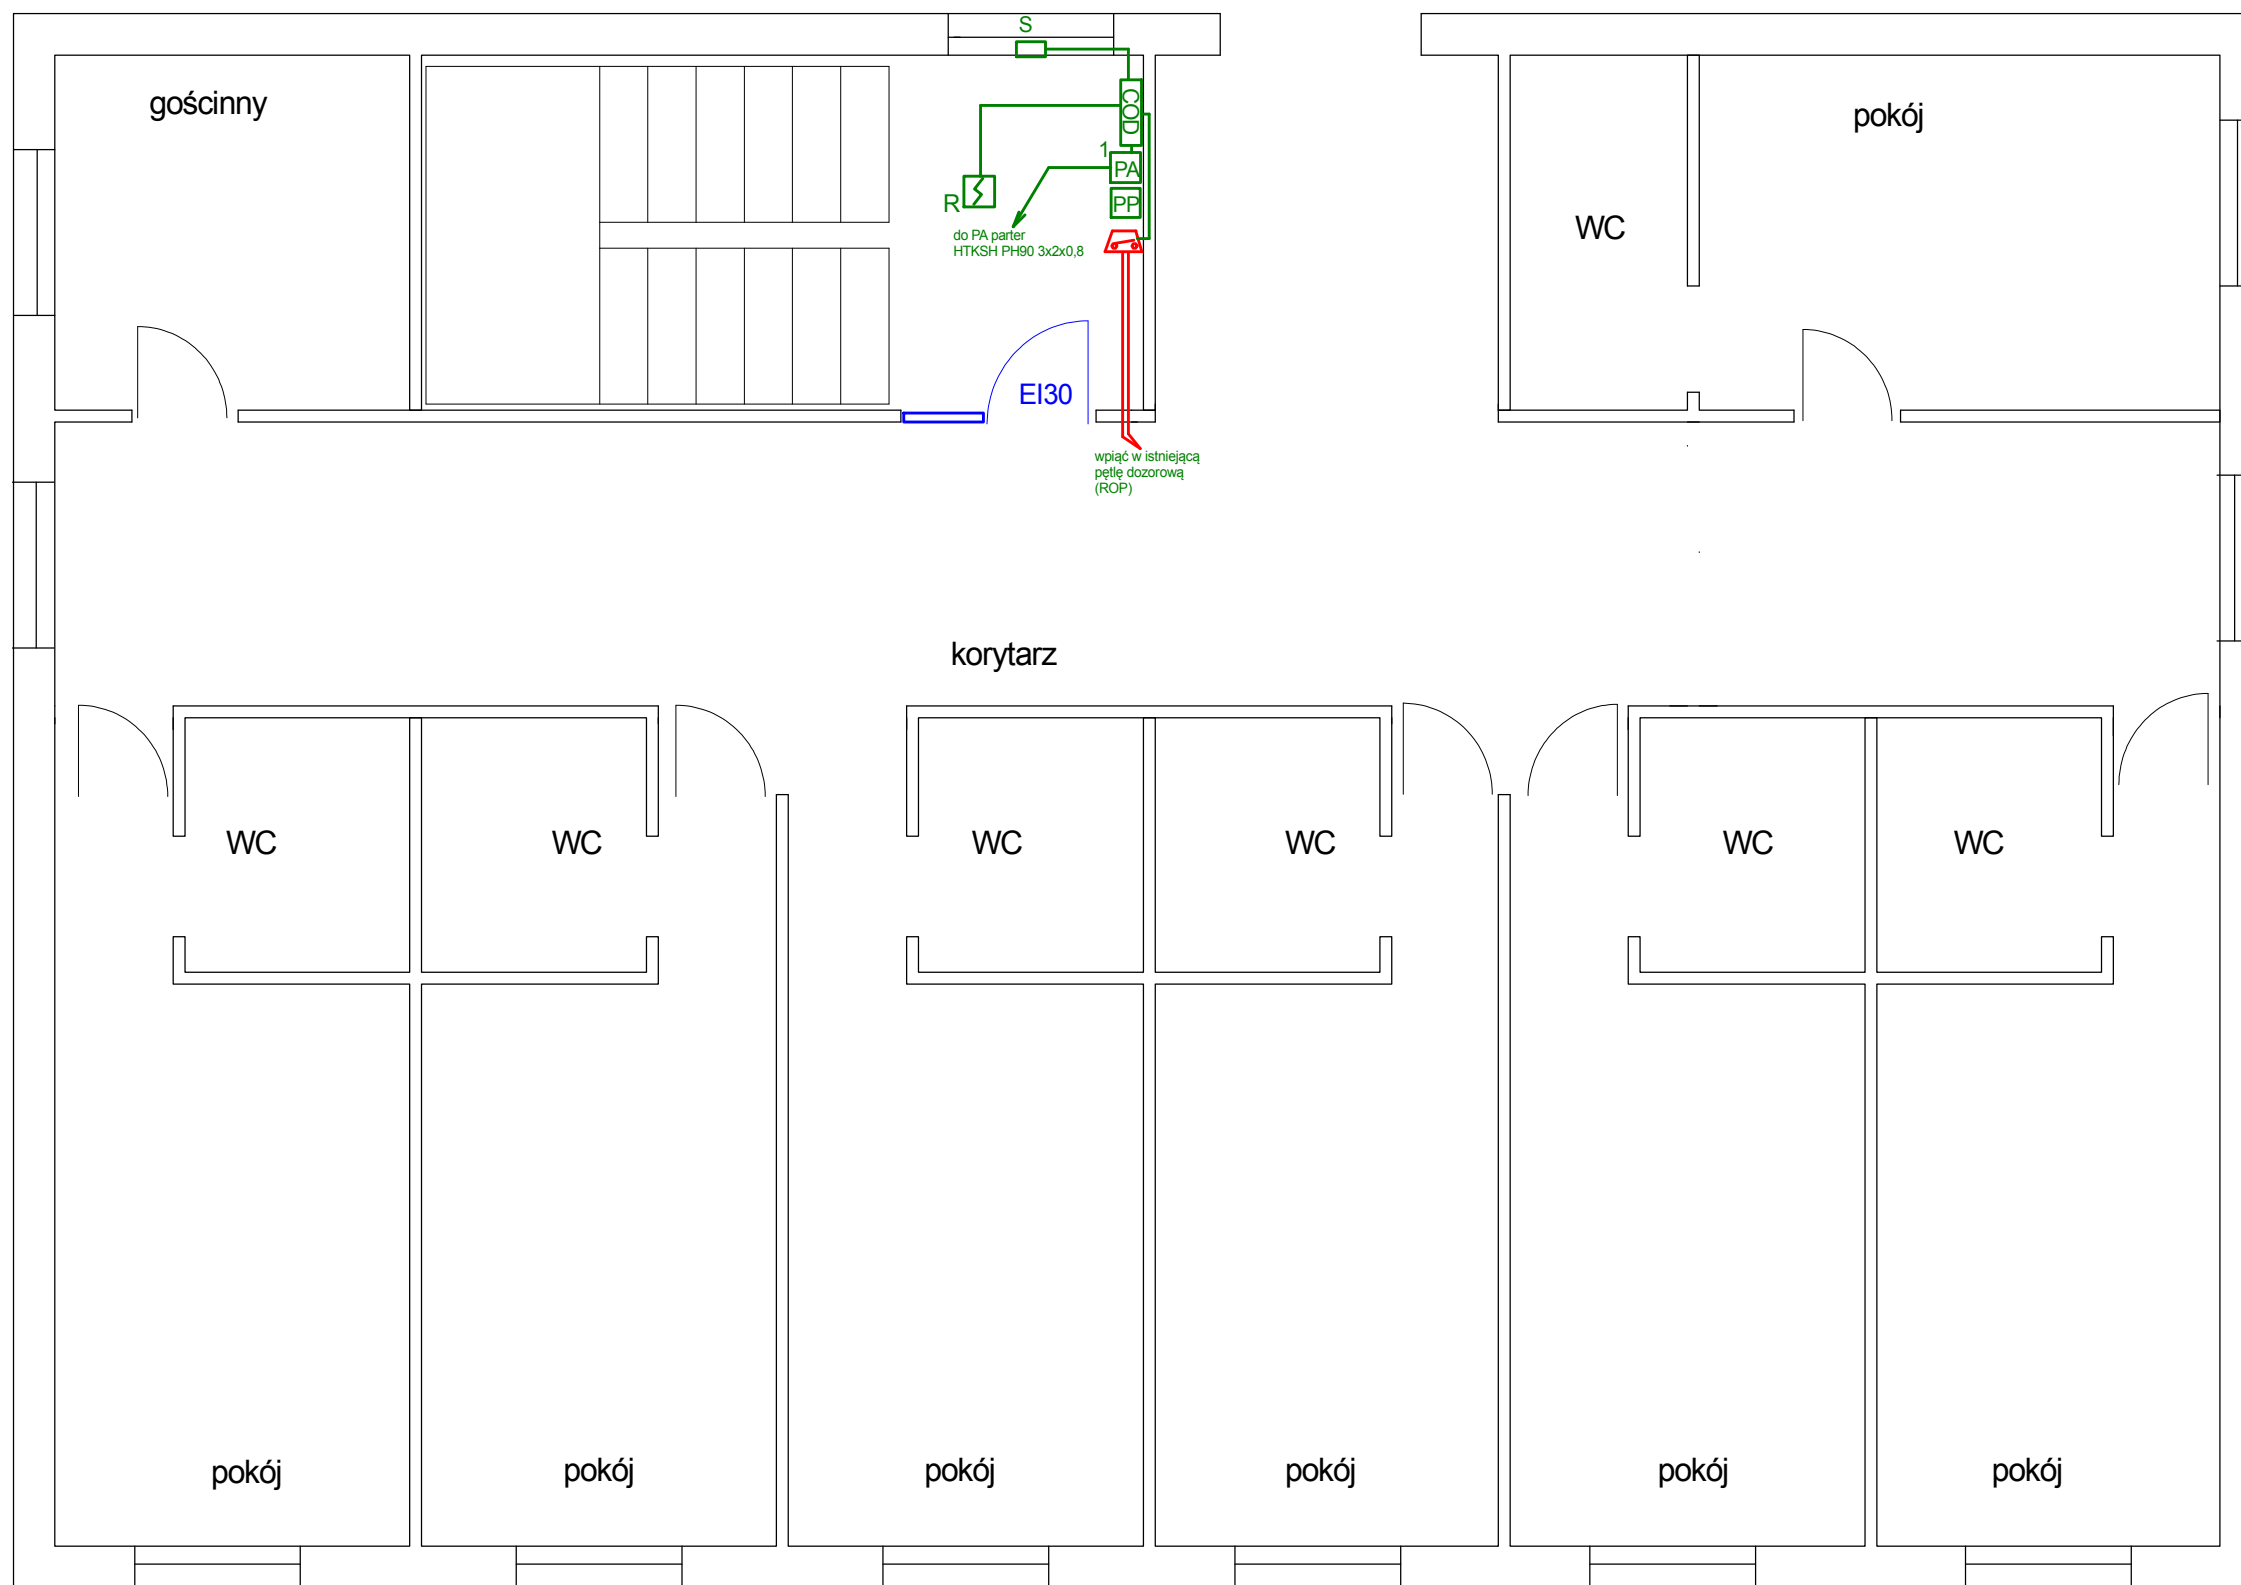 S
gościnny
pokój
COD
1
PA
R
PP
WC
do PA parter
HTKSH PH90 3x2x0,8
EI30
wpiąć w istniejącą
pętlę dozorową
(ROP)
korytarz
WC
WC
WC
WC
WC
WC
pokój
pokój
pokój
pokój
pokój
pokój